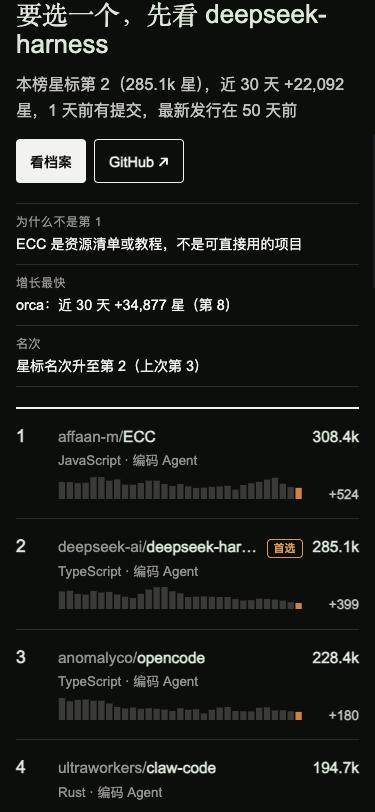 要选一个，先看 deepseek-
harness
本榜星标第 2（285.1k 星），近 30 天 +22,092
星，1 天前有提交，最新发行在 50 天前
看档案
GitHub ↗
为什么不是第 1
ECC 是资源清单或教程，不是可直接用的项目
增长最快
orca：近 30 天 +34,877 星（第 8）
名次
星标名次升至第 2（上次第 3）
1 affaan-m/ECC 308.4k
JavaScript · 编码 Agent
+524
2 deepseek-ai/deepseek-har… 首选 285.1k
TypeScript · 编码 Agent
+399
3 anomalyco/opencode 228.4k
TypeScript · 编码 Agent
+180
4 ultraworkers/claw-code 194.7k
Rust · 编码 Agent